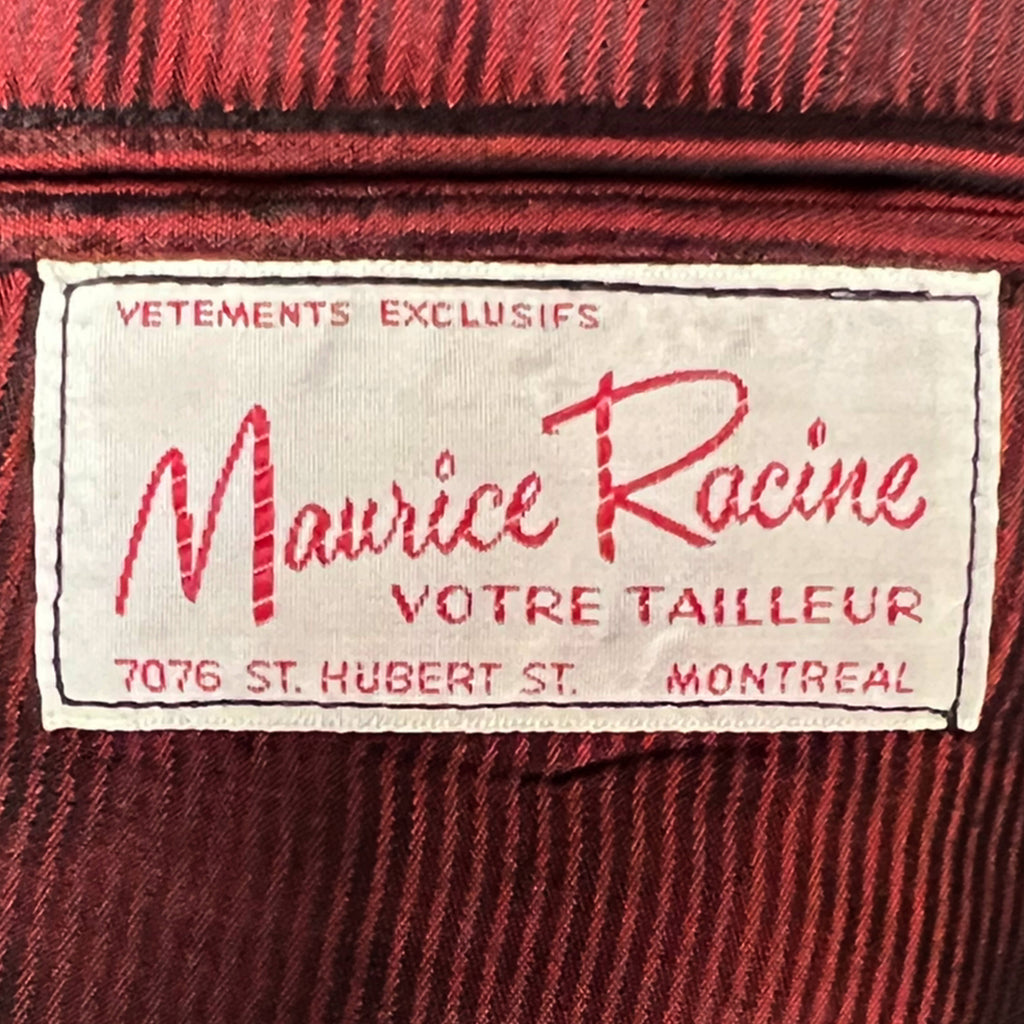 VETEMENTS EXCLUSIFS
Maurice Racine
VOTRE TAILLEUR
7076 ST. HUBERT ST. MONTREAL